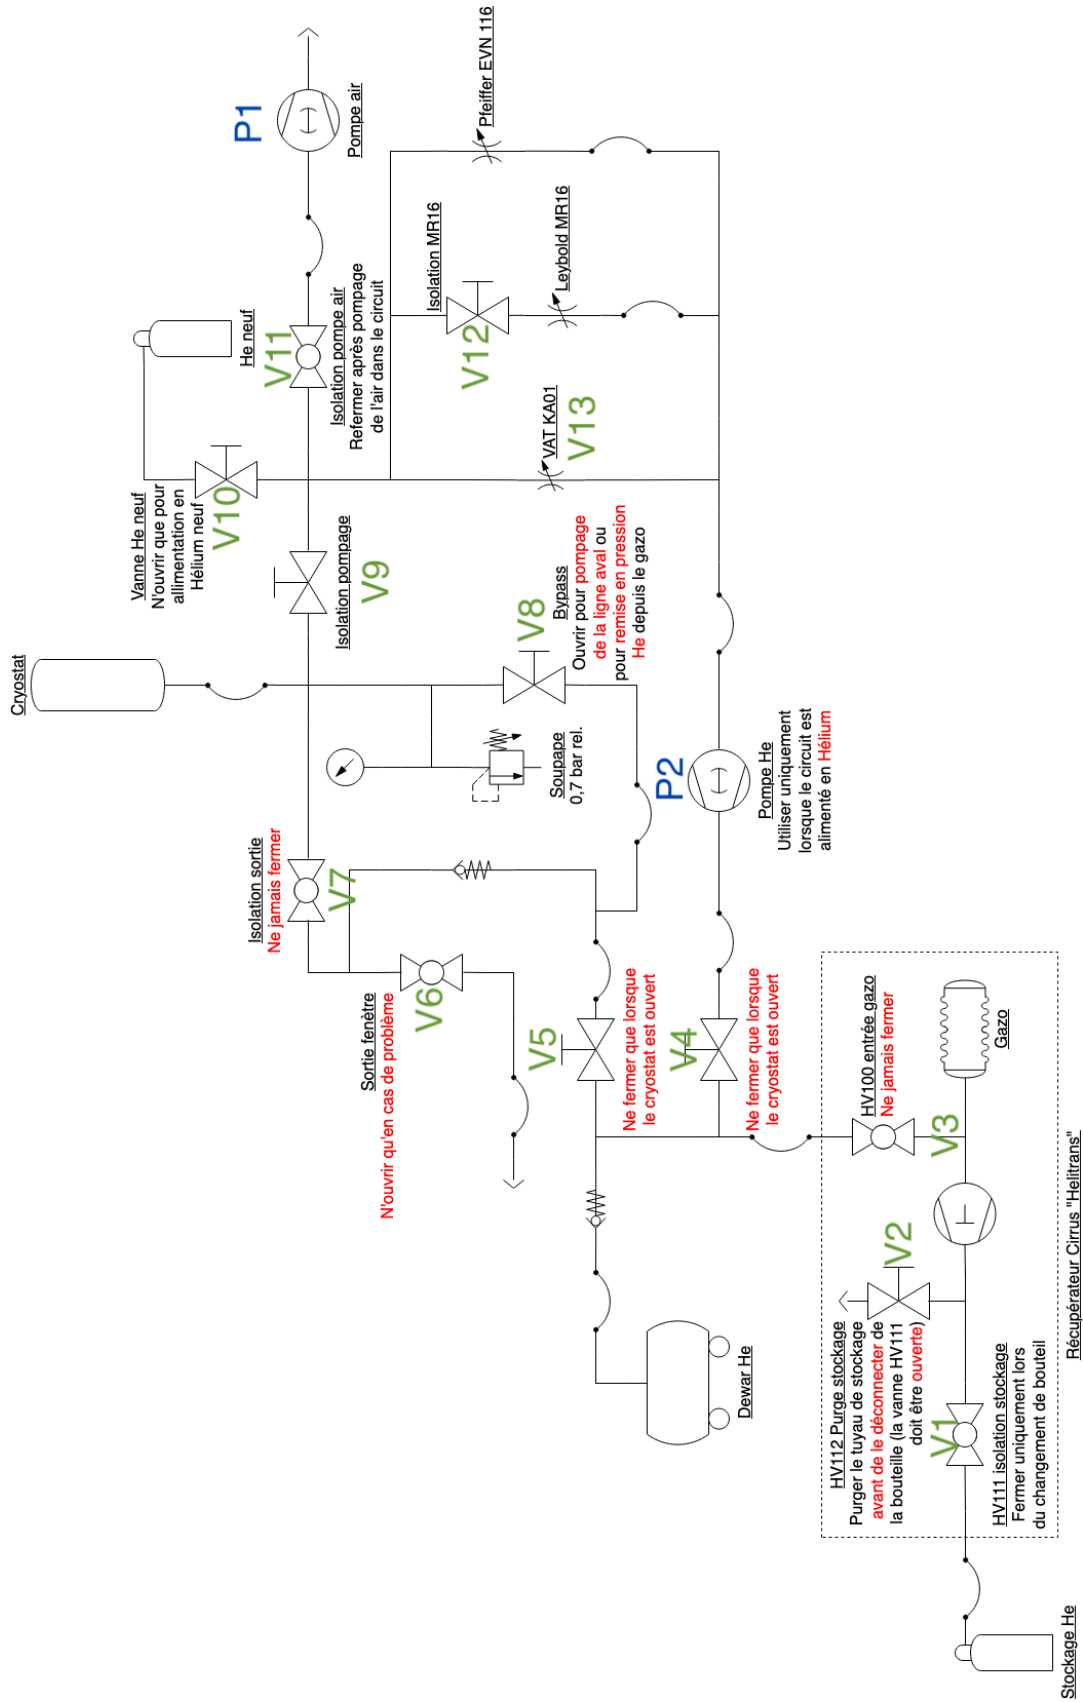 Cryostat
Vanne He neuf
N'ouvrir que pour
allimentation en
Hélium neuf
V10
He neuf
P1
Pompe air
V11
Isolation pompe air
Refermer après pompage
de l'air dans le circuit
Isolation pompage
V9
Pfeiffer EVN 116
Isolation MR16
V12
Leybold MR16
VAT KA01
V13
V8
Bypass
Ouvrir pour pompage
de la ligne aval ou
pour remise en pression
He depuis le gazo
Soupape
0,7 bar rel.
Isolation sortie
Ne jamais fermer
V7
Sortie fenêtre
N'ouvrir qu'en cas de problème
V6
V5
Ne fermer que lorsque
le cryostat est ouvert
V4
Ne fermer que lorsque
le cryostat est ouvert
P2
Pompe He
Utiliser uniquement
lorsque le circuit est
alimenté en Hélium
HV100 entrée gazo
Ne jamais fermer
V3
Gazo
V2
HV112 Purge stockage
Purger le tuyau de stockage
avant de le déconnecter de
la bouteille (la vanne HV111
doit être ouverte)
V1
HV111 isolation stockage
Fermer uniquement lors
du changement de bouteil
Récupérateur Cirrus "Helitrans"
Dewar He
Stockage He